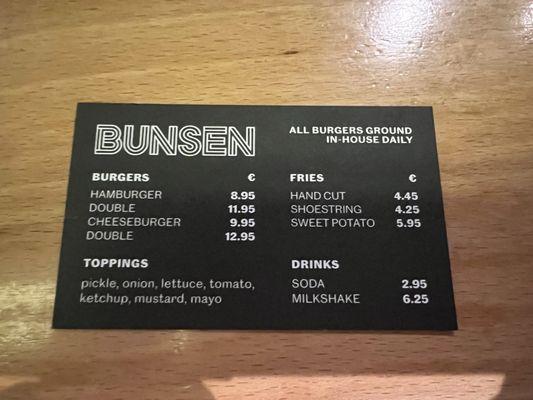 BUNSEN
ALL BURGERS GROUND
IN-HOUSE DAILY
BURGERS €
HAMBURGER 8.95
DOUBLE 11.95
CHEESEBURGER 9.95
DOUBLE 12.95
TOPPINGS
pickle, onion, lettuce, tomato,
ketchup, mustard, mayo
FRIES €
HAND CUT 4.45
SHOESTRING 4.25
SWEET POTATO 5.95
DRINKS
SODA 2.95
MILKSHAKE 6.25